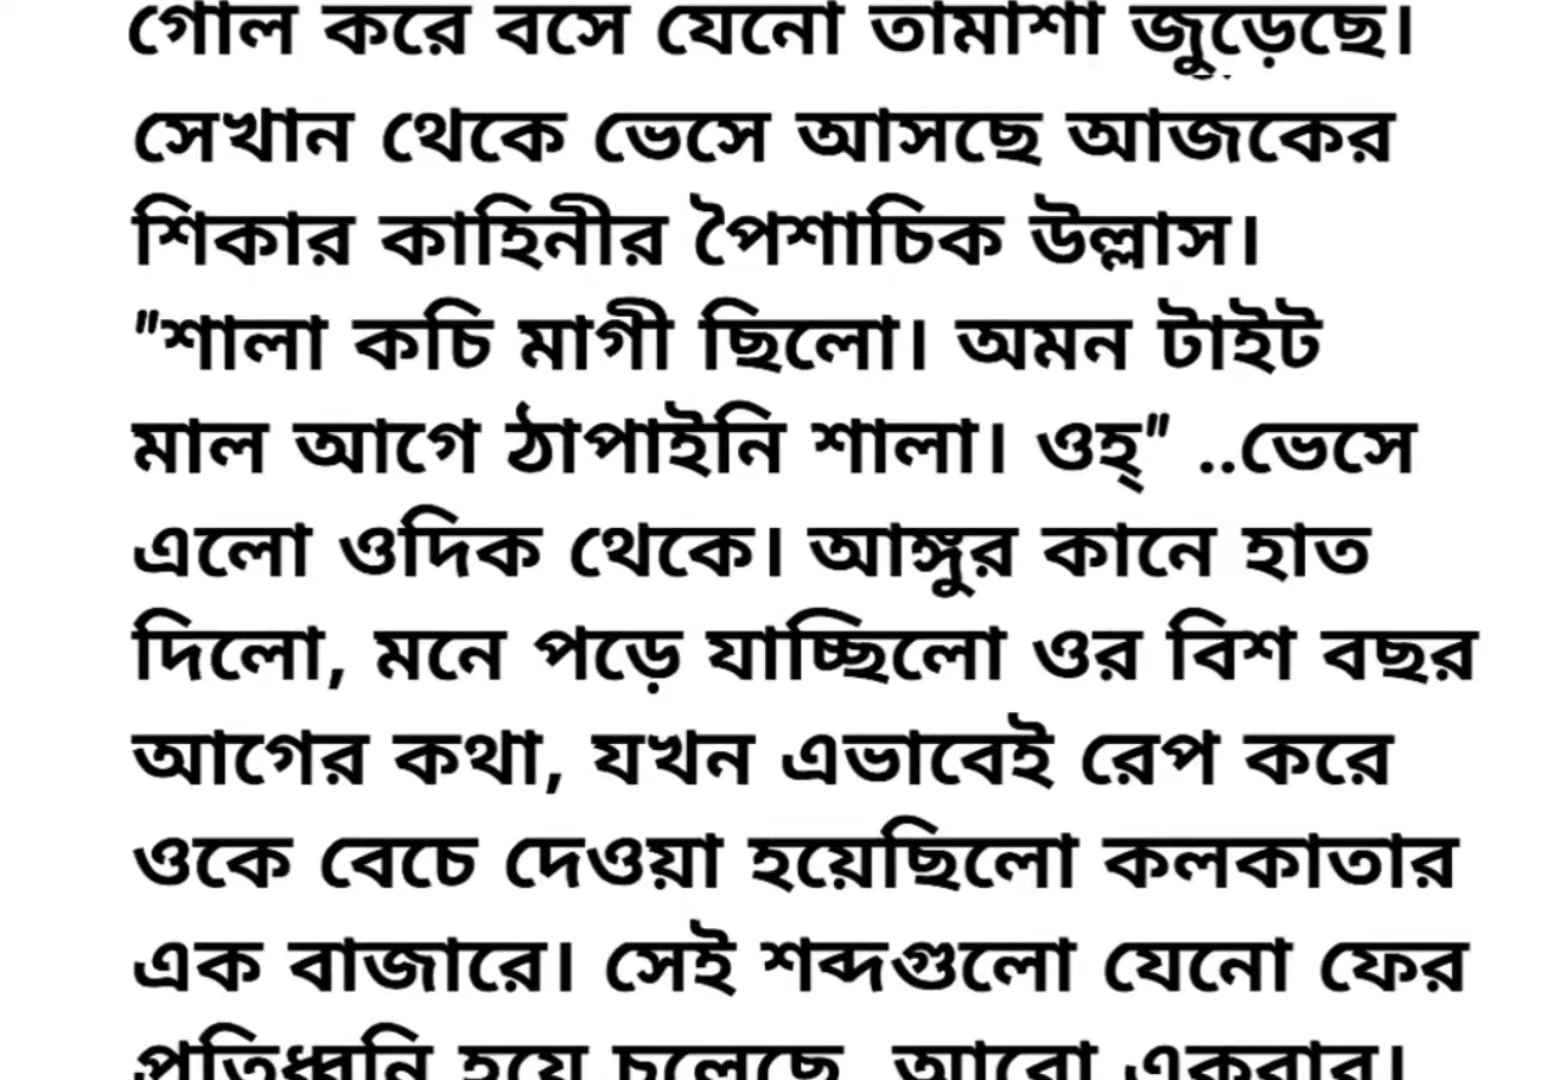 গোল করে বসে যেনো তামাশা জুড়েছে।
সেখান থেকে ভেসে আসছে আজকের
শিকার কাহিনীর পৈশাচিক উল্লাস।
"শালা কচি মাগী ছিলো। অমন টাইট
মাল আগে ঠাপাইনি শালা। ওহ্" ..ভেসে
এলো ওদিক থেকে। আঙ্গুর কানে হাত
দিলো, মনে পড়ে যাচ্ছিলো ওর বিশ বছর
আগের কথা, যখন এভাবেই রেপ করে
ওকে বেচে দেওয়া হয়েছিলো কলকাতার
এক বাজারে। সেই শব্দগুলো যেনো ফের
প্রতিধ্বনি হয়ে চলেছে, আরো একবার।